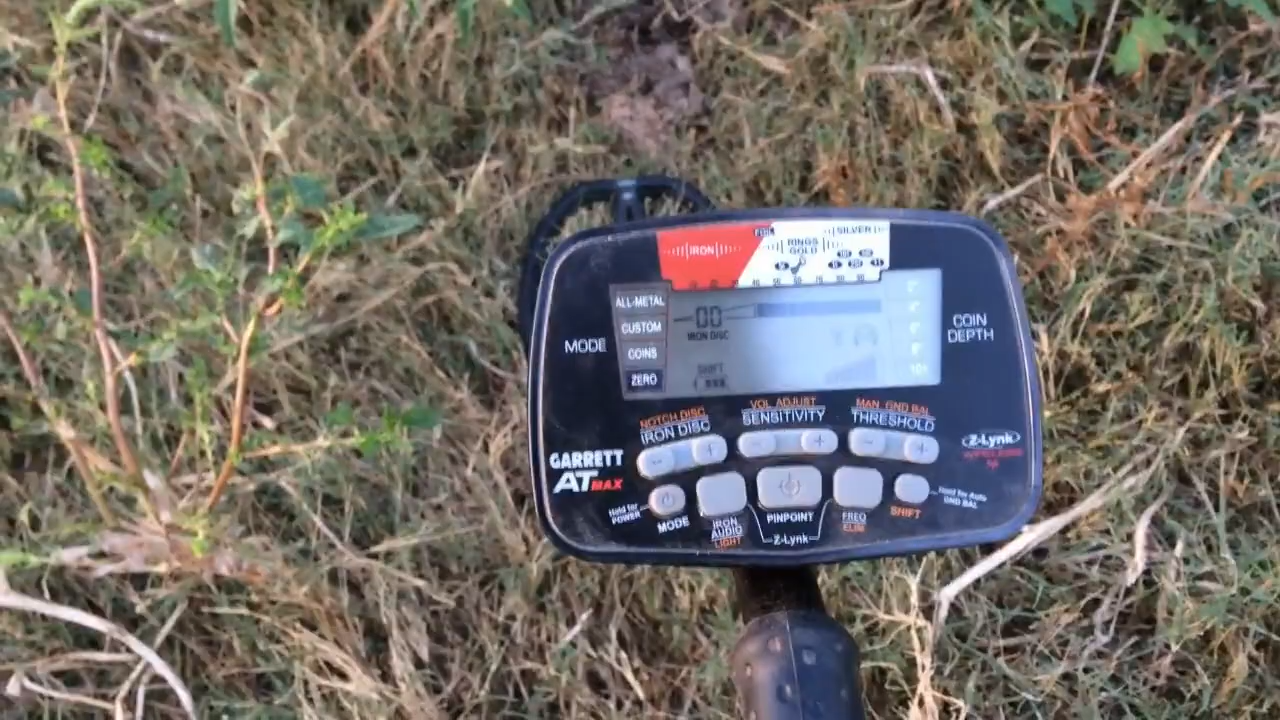 IRON
RINGS
GOLD
SILVER
ALL-METAL
CUSTOM
COINS
ZERO
MODE
00
IRON DISC
SHIFT
COIN
DEPTH
NOTCH DISC
IRON DISC
VOL ADJUST
SENSITIVITY
MAN GND BAL
THRESHOLD
GARRETT
AT MAX
Z-Lynk
Hold for
POWER
MODE
IRON
AUDIO
LIGHT
PINPOINT
Z-Lynk
FREQ
ELIM
SHIFT
Hold for Auto
GND BAL